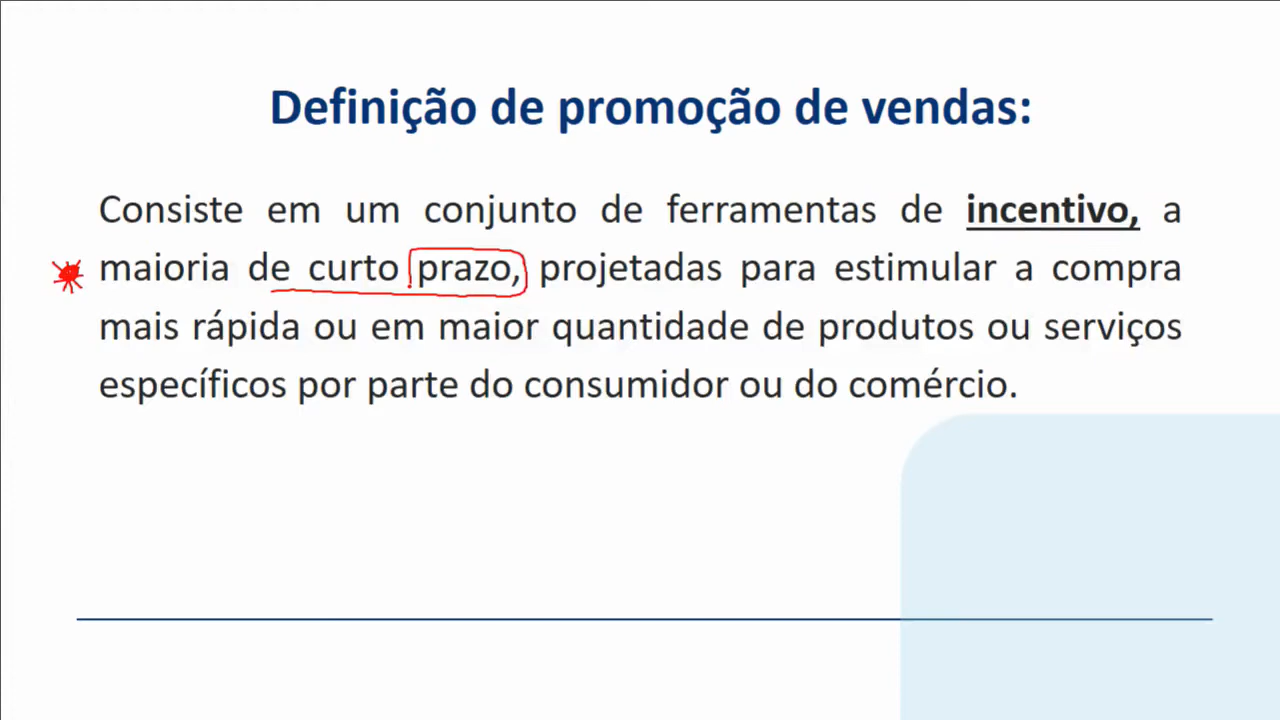 Definição de promoção de vendas:
Consiste em um conjunto de ferramentas de incentivo, a
maioria de curto prazo, projetadas para estimular a compra
mais rápida ou em maior quantidade de produtos ou serviços
específicos por parte do consumidor ou do comércio.